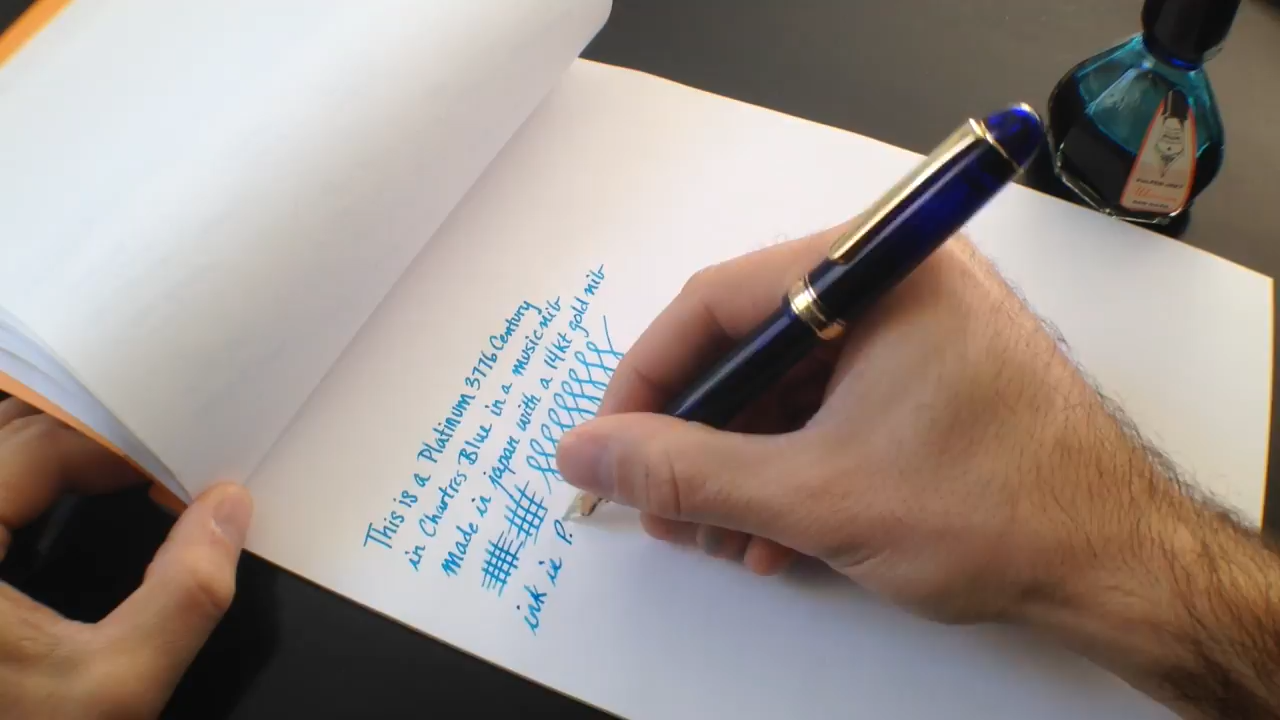 This is a Platinum 3776 Century
in Chartres Blue in a music nib
made in japan with a 14kt gold nib
ink is P.